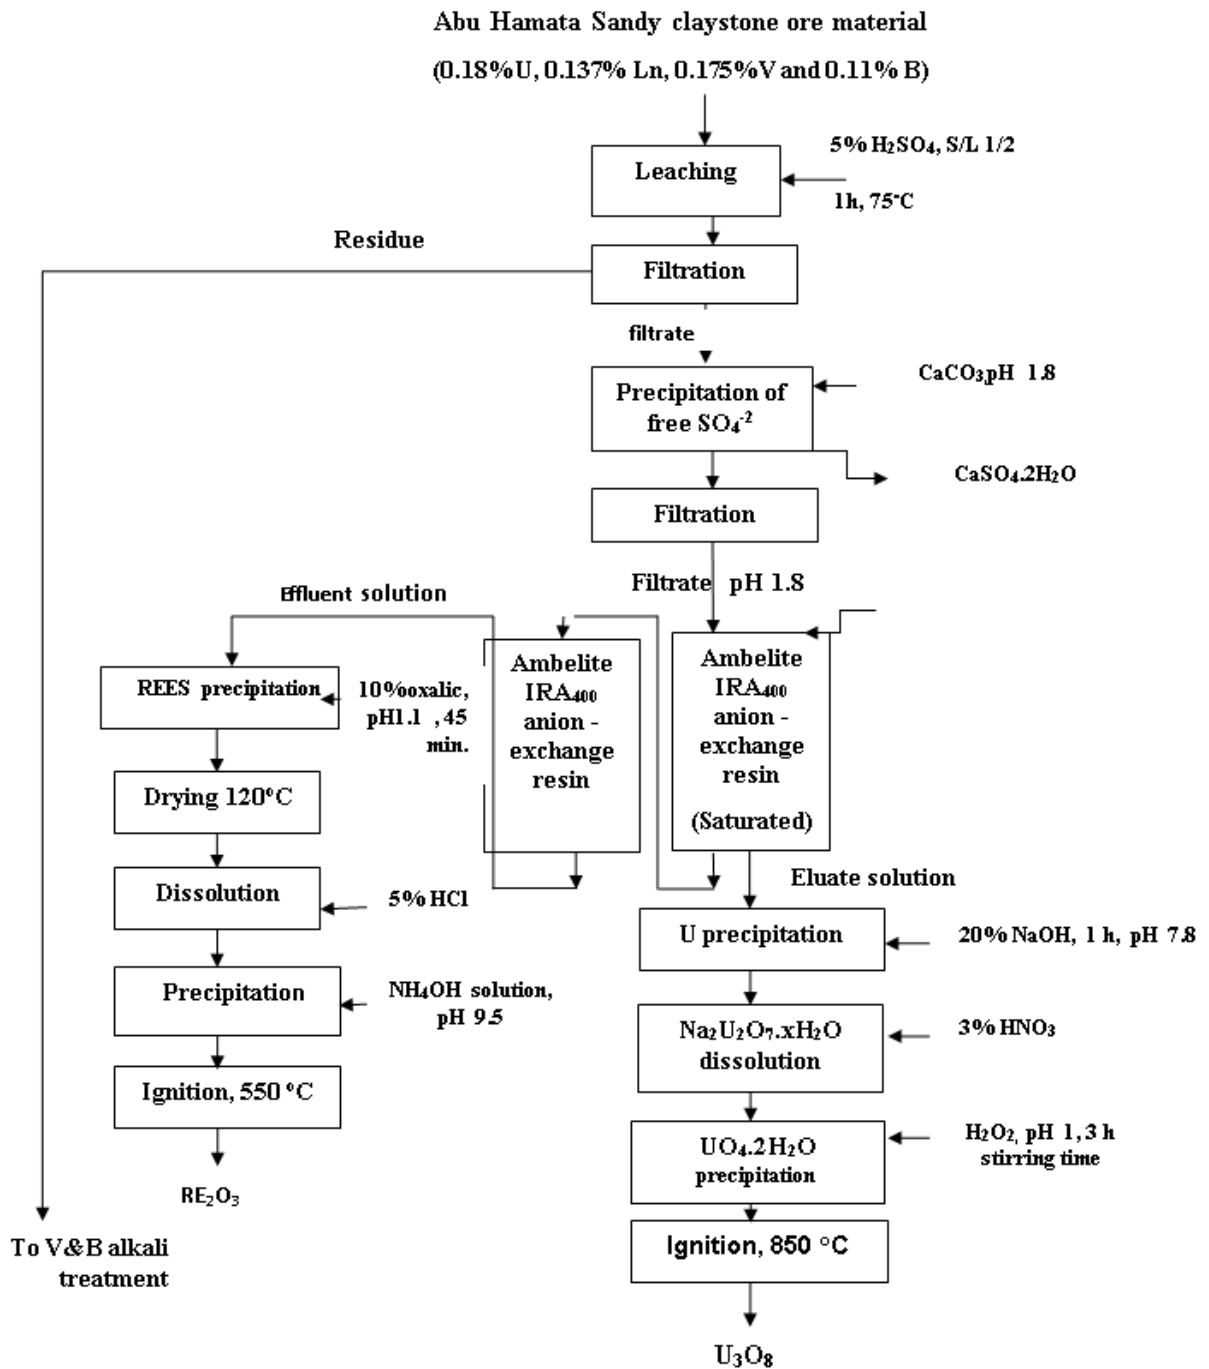 Abu Hamata Sandy claystone ore material
(0.18%U, 0.137% Ln, 0.175%V and 0.11% B)
5% H₂SO₄, S/L 1/2
Leaching
1h, 75°C
Residue
Filtration
filtrate
CaCO₃,pH 1.8
Precipitation of
free SO₄⁻²
CaSO₄.2H₂O
Filtration
Filtrate pH 1.8
Effluent solution
Ambelite
IRA₄₀₀
anion -
exchange
resin
(Saturated)
Ambelite
IRA₄₀₀
anion -
exchange
resin
REES precipitation
10%oxalic,
pH1.1 , 45
min.
Drying 120°C
Dissolution
5% HCl
Precipitation
NH₄OH solution,
pH 9.5
Ignition, 550 °C
RE₂O₃
To V&B alkali
treatment
Eluate solution
U precipitation
20% NaOH, 1 h, pH 7.8
Na₂U₂O₇.xH₂O
dissolution
3% HNO₃
UO₄.2H₂O
precipitation
H₂O₂, pH 1, 3 h
stirring time
Ignition, 850 °C
U₃O₈